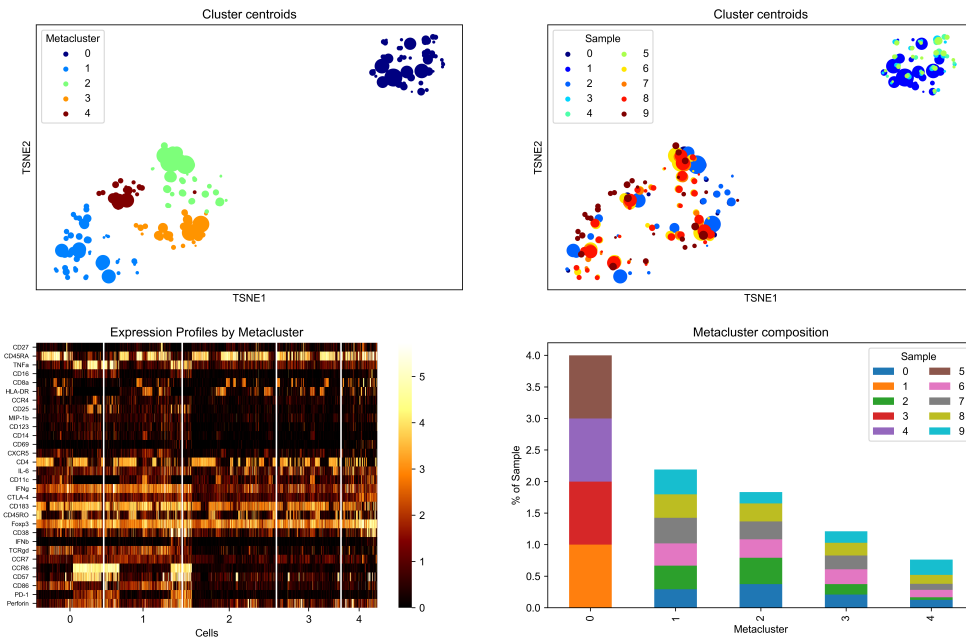 Cluster centroids
Metacluster
0
1
2
3
4
TSNE2
TSNE1
Cluster centroids
Sample
0 5
1 6
2 7
3 8
4 9
TSNE2
TSNE1
Expression Profiles by Metacluster
CD27
CD45RA
TNFa
CD16
CD8a
HLA-DR
CCR4
CD25
MIP-1b
CD123
CD14
CD69
CXCR5
CD4
IL-6
CD11c
IFNg
CTLA-4
CD183
CD45RO
Foxp3
CD38
IFNb
TCRgd
CCR7
CCR6
CD57
CD86
PD-1
Perforin
0 1 2 3 4
Cells
5
4
3
2
1
0
Metacluster composition
% of Sample
4.0
3.5
3.0
2.5
2.0
1.5
1.0
0.5
0.0
Sample
0 5
1 6
2 7
3 8
4 9
0 1 2 3 4
Metacluster